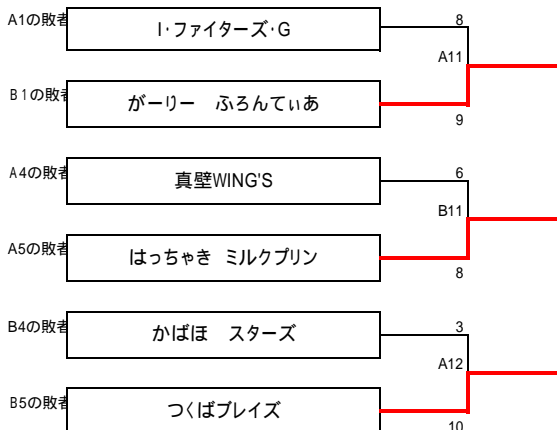 A1の敗者 I・ファイターズ・G 8
A11
B1の敗者 がーりー　ふろんてぃあ
9
A4の敗者 真壁WING'S 6
B11
A5の敗者 はっちゃき ミルクプリン
8
B4の敗者 かばほ　スターズ 3
A12
B5の敗者 つくばブレイズ
10